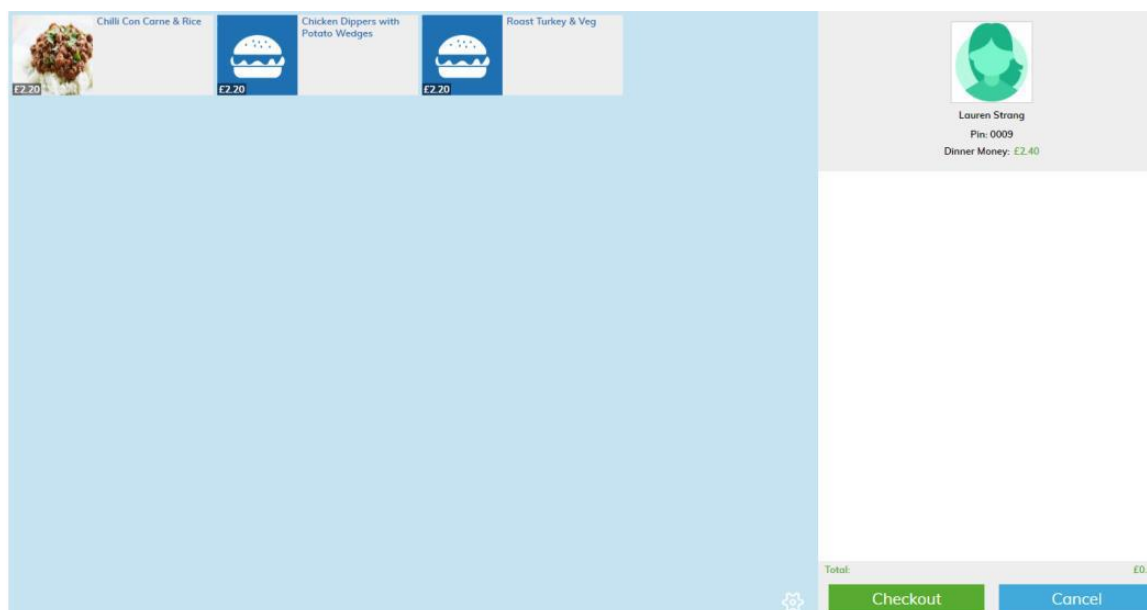 Chilli Con Carne & Rice
£2.20
Chicken Dippers with
Potato Wedges
£2.20
Roast Turkey & Veg
£2.20
Lauren Strang
Pin: 0009
Dinner Money: £2.40
Total: £0.
Checkout
Cancel